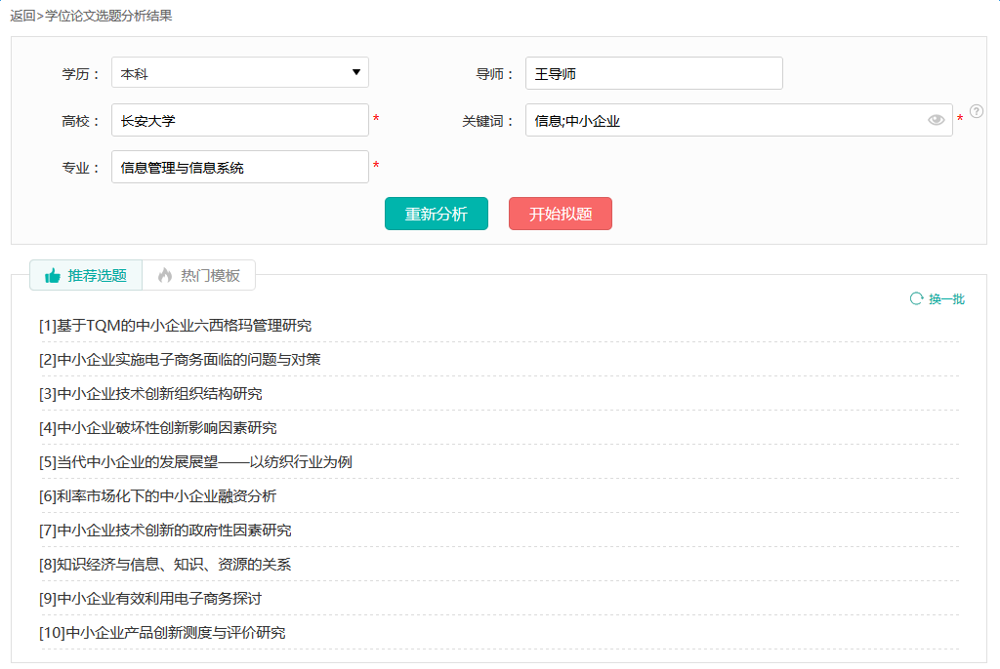 返回>学位论文选题分析结果
学历： 本科 导师： 王导师
高校： 长安大学 * 关键词： 信息;中小企业 * ?
专业： 信息管理与信息系统 *
重新分析 开始拟题
推荐选题 热门模板
换一批
[1]基于TQM的中小企业六西格玛管理研究
[2]中小企业实施电子商务面临的问题与对策
[3]中小企业技术创新组织结构研究
[4]中小企业破坏性创新影响因素研究
[5]当代中小企业的发展展望——以纺织行业为例
[6]利率市场化下的中小企业融资分析
[7]中小企业技术创新的政府性因素研究
[8]知识经济与信息、知识、资源的关系
[9]中小企业有效利用电子商务探讨
[10]中小企业产品创新测度与评价研究